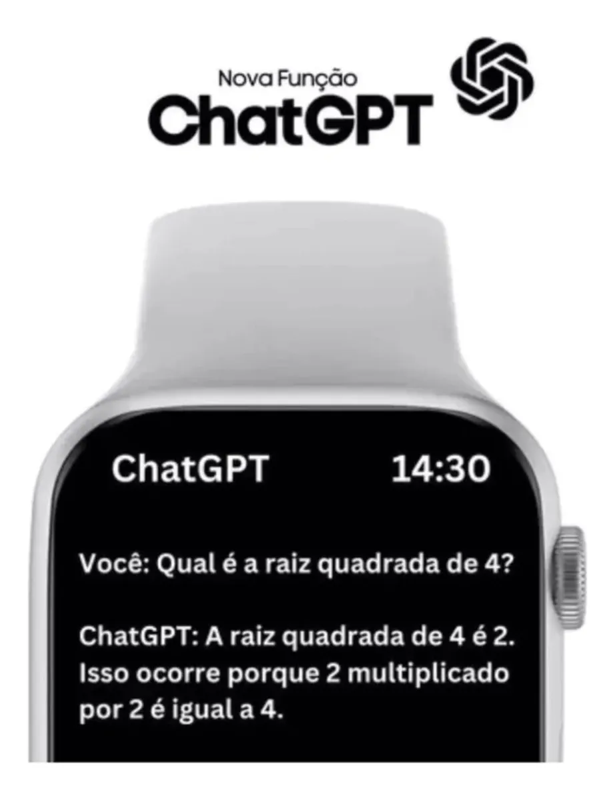 Nova Função
ChatGPT
ChatGPT 14:30
Você: Qual é a raiz quadrada de 4?
ChatGPT: A raiz quadrada de 4 é 2.
Isso ocorre porque 2 multiplicado
por 2 é igual a 4.